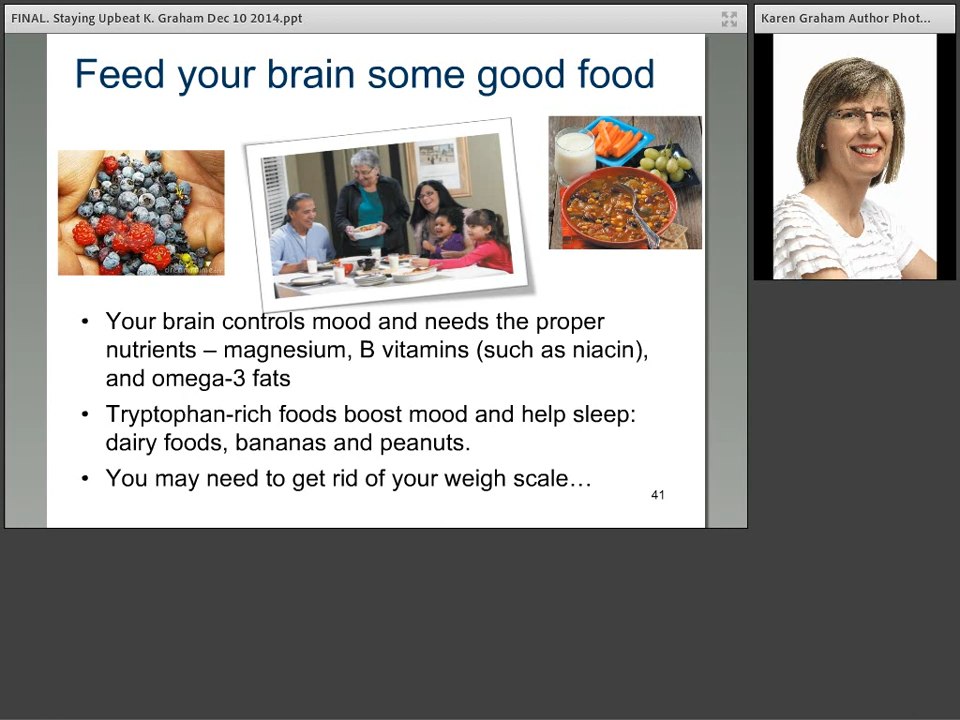 FINAL. Staying Upbeat K. Graham Dec 10 2014.ppt
Karen Graham Author Phot...
Feed your brain some good food
dreamstime
• Your brain controls mood and needs the proper
nutrients – magnesium, B vitamins (such as niacin),
and omega-3 fats
• Tryptophan-rich foods boost mood and help sleep:
dairy foods, bananas and peanuts.
• You may need to get rid of your weigh scale…
41